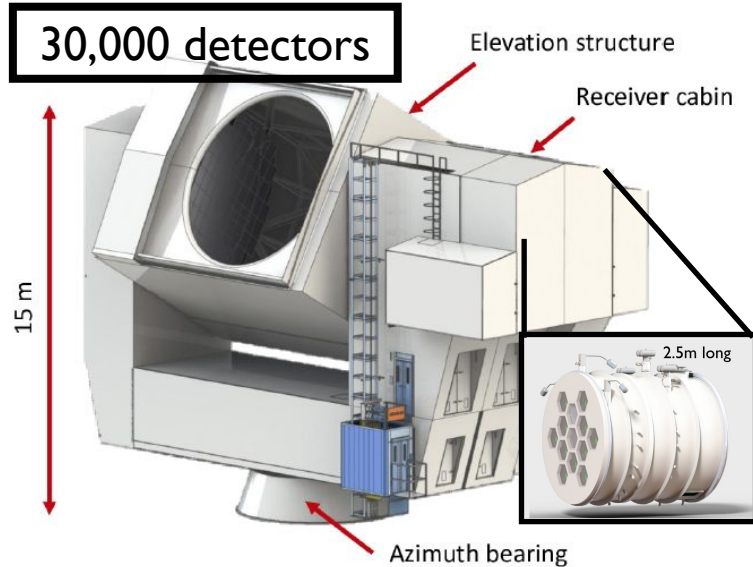 30,000 detectors
Elevation structure
Receiver cabin
15 m
2.5m long
Azimuth bearing